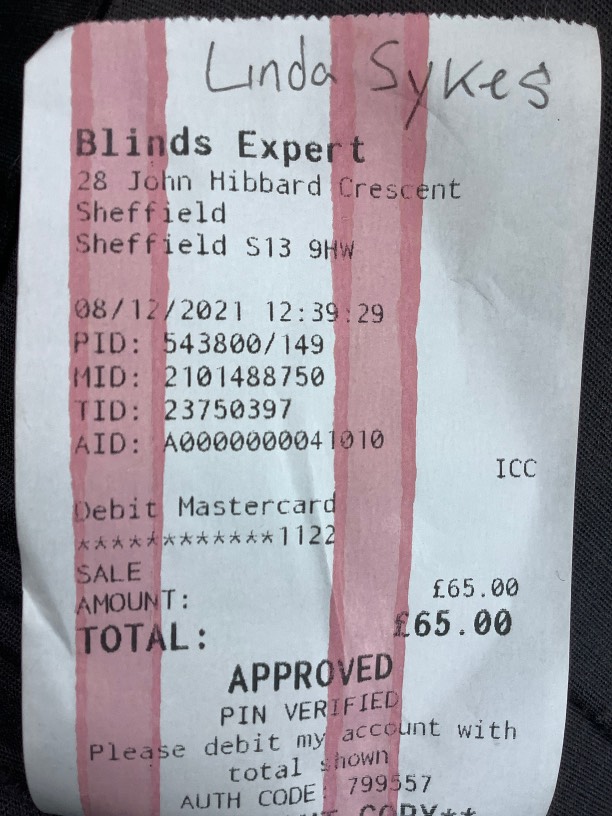 Linda Sykes
Blinds Expert
28 John Hibbard Crescent
Sheffield
Sheffield S13 9HW
08/12/2021 12:39:29
PID: 543800/149
MID: 2101488750
TID: 23750397
AID: A0000000041010
ICC
Debit Mastercard
************1122
SALE
AMOUNT: £65.00
TOTAL: £65.00
APPROVED
PIN VERIFIED
Please debit my account with
total shown
AUTH CODE: 799557
COPY**